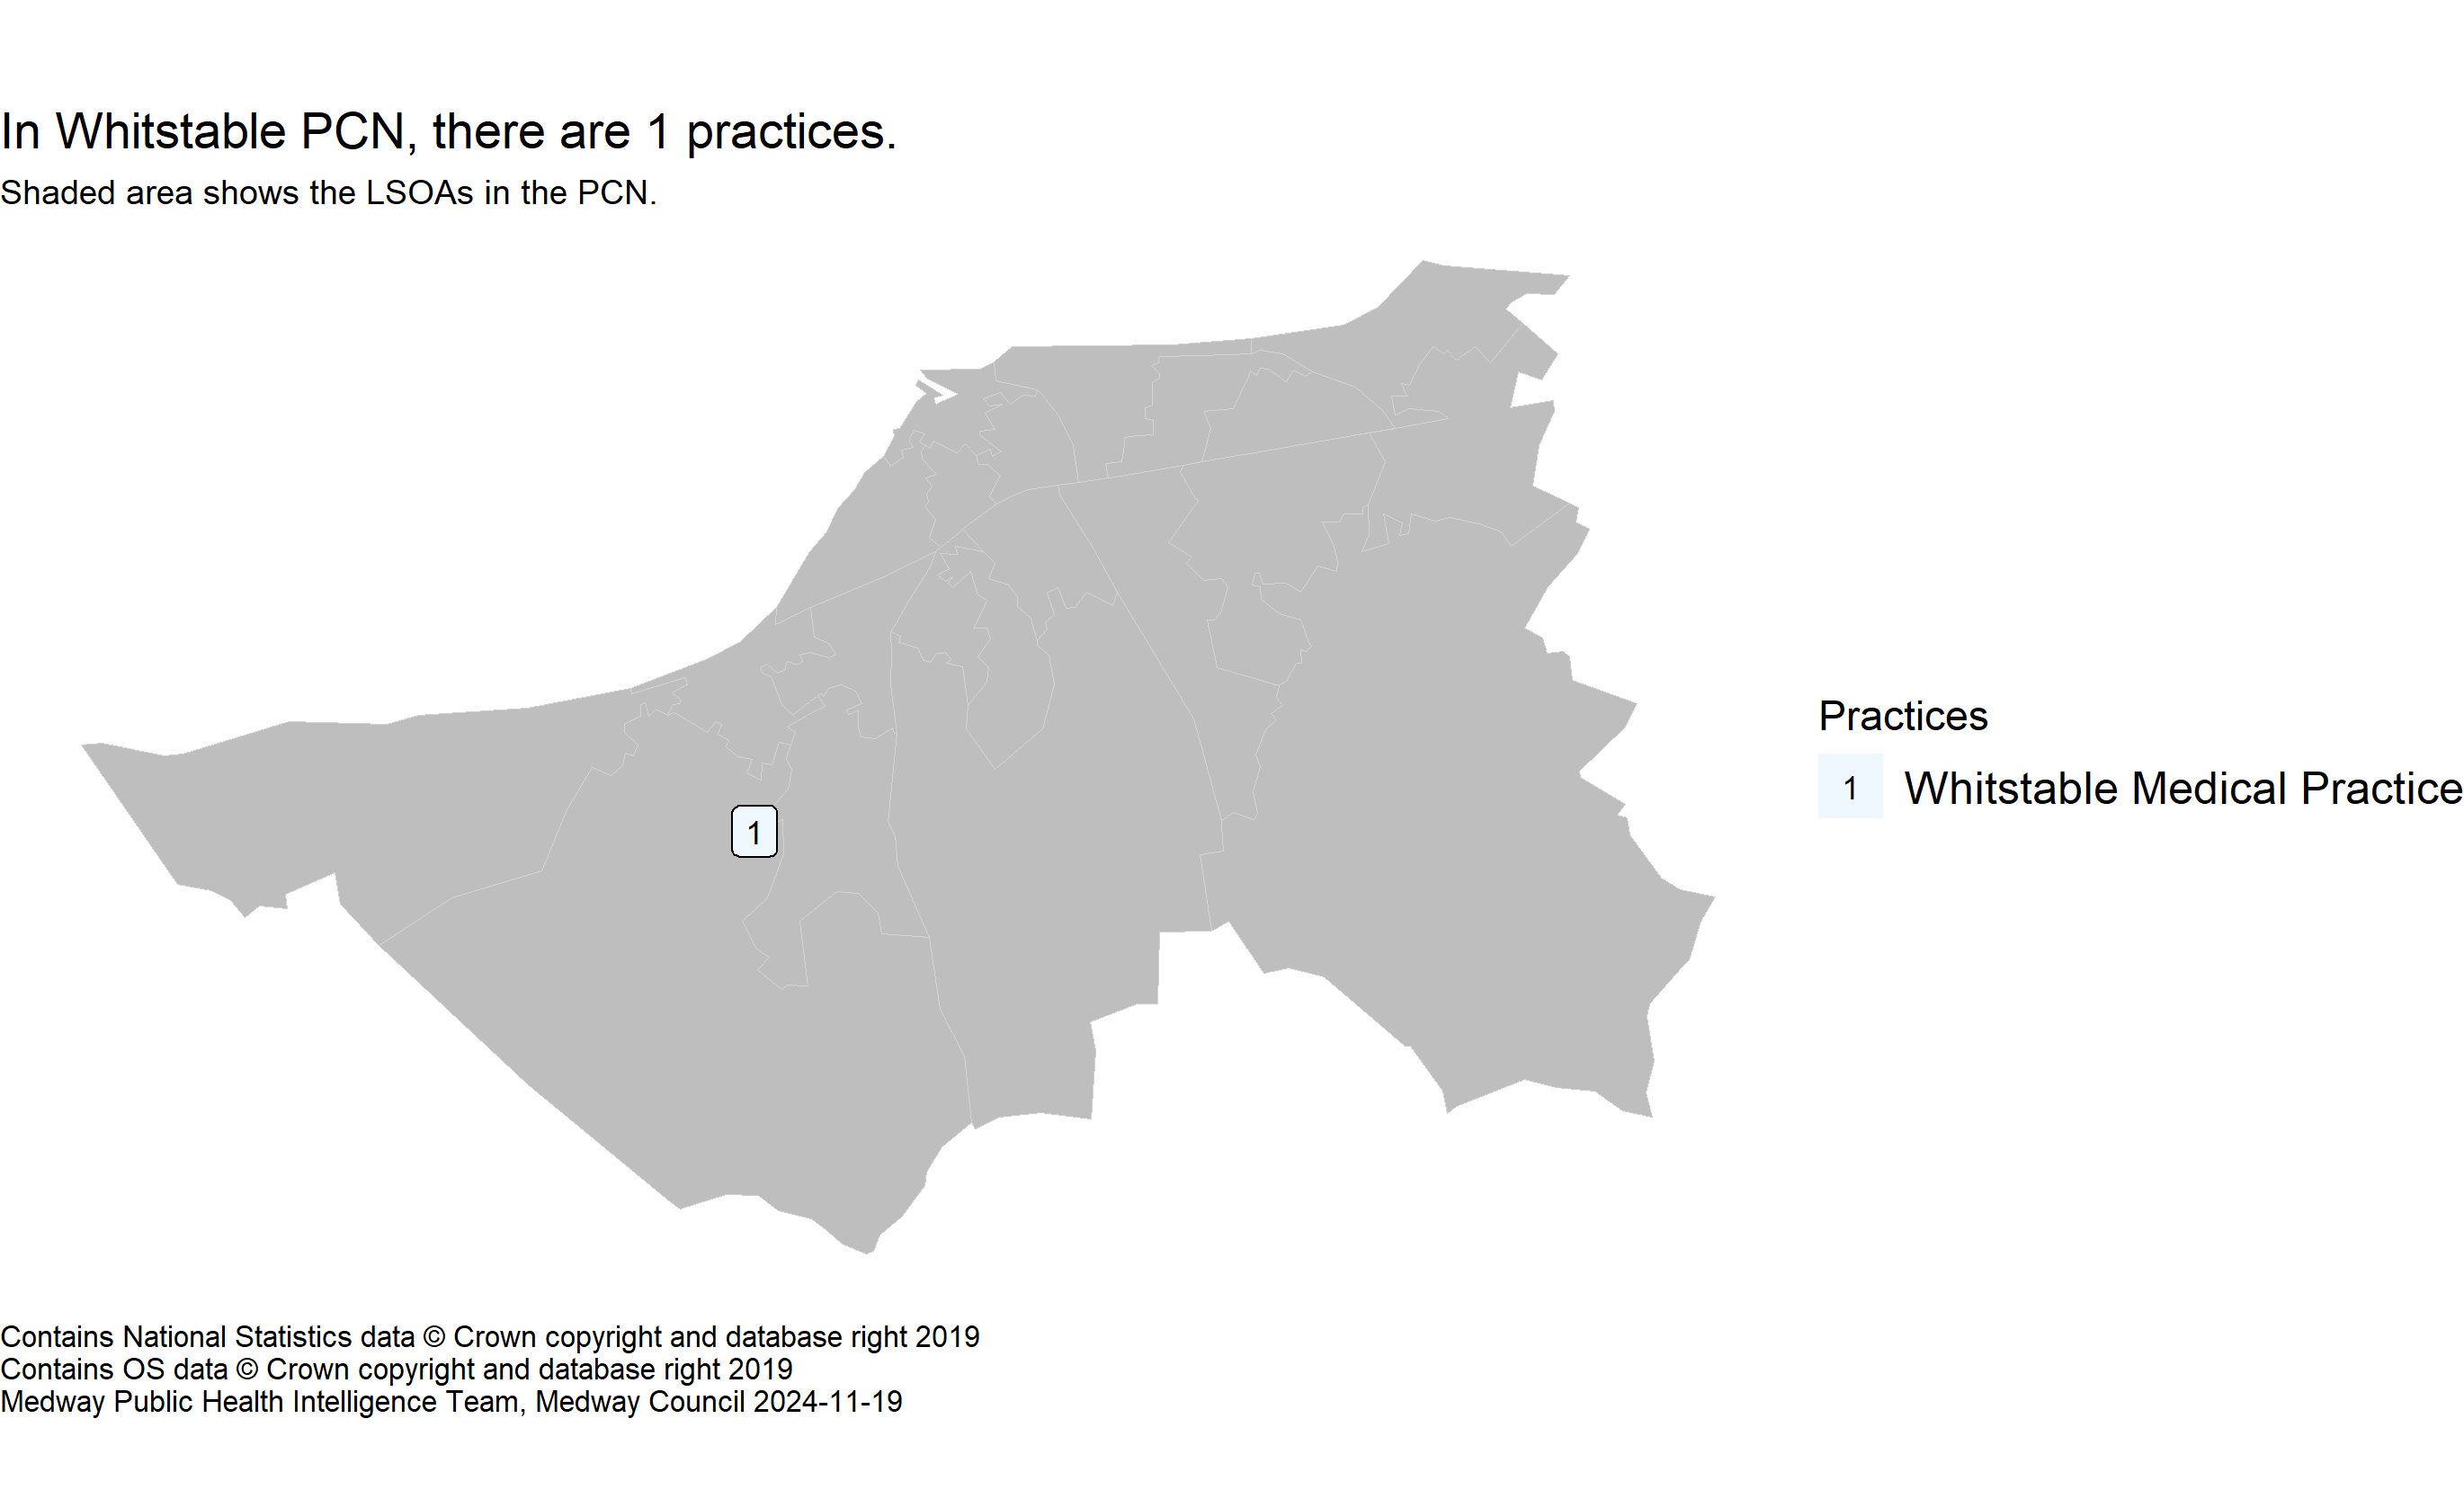 In Whitstable PCN, there are 1 practices.
Shaded area shows the LSOAs in the PCN.
1
Practices
1 Whitstable Medical Practice
Contains National Statistics data © Crown copyright and database right 2019
Contains OS data © Crown copyright and database right 2019
Medway Public Health Intelligence Team, Medway Council 2024-11-19